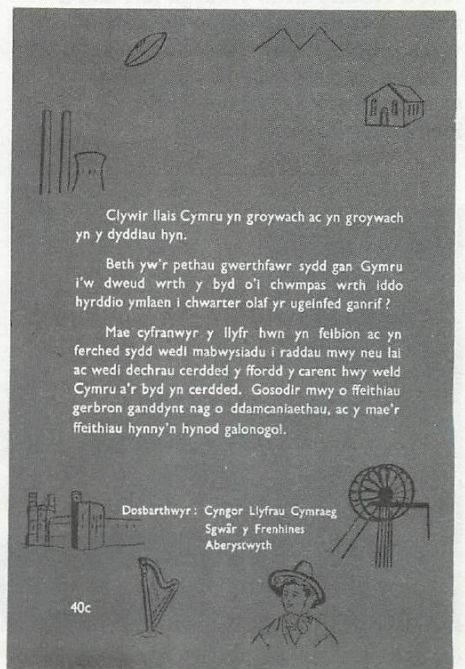 Clywir llais Cymru yn groywach ac yn groywach
yn y dyddiau hyn.
Beth yw'r pethau gwerthfawr sydd gan Gymru
i'w dweud wrth y byd o'i chwmpas wrth iddo
hyrddio ymlaen i chwarter olaf yr ugeinfed ganrif ?
Mae cyfranwyr y llyfr hwn yn feibion ac yn
ferched sydd wedi mabwysiadu i raddau mwy neu lai
ac wedi dechrau cerdded y ffordd y carent hwy weld
Cymru a'r byd yn cerdded. Gosodir mwy o ffeithiau
gerbron ganddynt nag o ddamcaniaethau, ac y mae'r
ffeithiau hynny'n hynod galonogol.
Dosbarthwyr : Cyngor Llyfrau Cymraeg
Sgwâr y Frenhines
Aberystwyth
40c